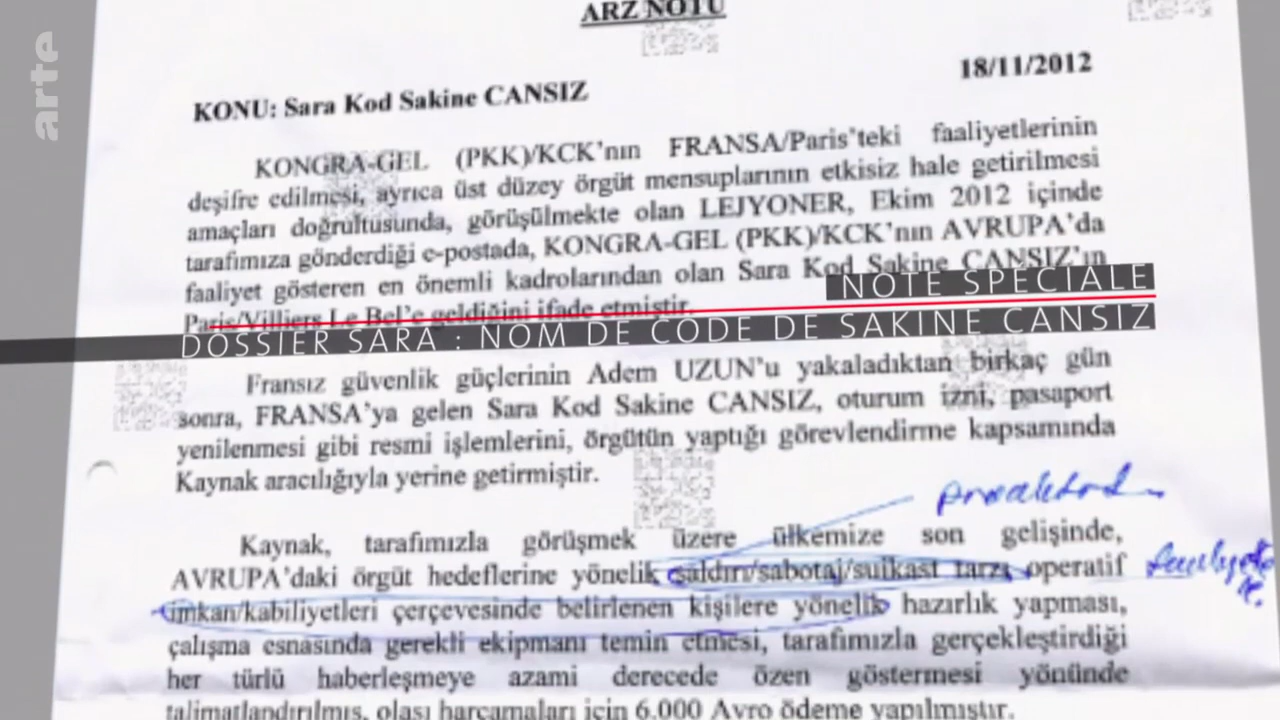 arte
ARZ NOTU
18/11/2012
KONU: Sara Kod Sakine CANSIZ
KONGRA-GEL (PKK)/KCK'nın FRANSA/Paris'teki faaliyetlerinin
deşifre edilmesi, ayrıca üst düzey örgüt mensuplarının etkisiz hale getirilmesi
amaçları doğrultusunda, görüşülmekte olan LEJYONER, Ekim 2012 içinde
tarafımıza gönderdiği e-postada, KONGRA-GEL (PKK)/KCK'nın AVRUPA'da
faaliyet gösteren en önemli kadrolarından olan Sara Kod Sakine CANSIZ'ın
Paris/Villiers Le Bel'e geldiğini ifade etmiştir.
NOTE SPECIALE
DOSSIER SARA : NOM DE CODE DE SAKINE CANSIZ
Fransız güvenlik güçlerinin Adem UZUN'u yakaladıktan birkaç gün
sonra, FRANSA'ya gelen Sara Kod Sakine CANSIZ, oturum izni, pasaport
yenilenmesi gibi resmi işlemlerini, örgütün yaptığı görevlendirme kapsamında
Kaynak aracılığıyla yerine getirmiştir.
Kaynak, tarafımızla görüşmek üzere ülkemize son gelişinde,
AVRUPA'daki örgüt hedeflerine yönelik saldırı/sabotaj/suikast tarzı operatif
imkan/kabiliyetleri çerçevesinde belirlenen kişilere yönelik hazırlık yapması,
çalışma esnasında gerekli ekipmanı temin etmesi, tarafımızla gerçekleştirdiği
her türlü haberleşmeye azami derecede özen göstermesi yönünde
talimatlandırılmış, olası harcamaları için 6.000 Avro ödeme yapılmıştır.